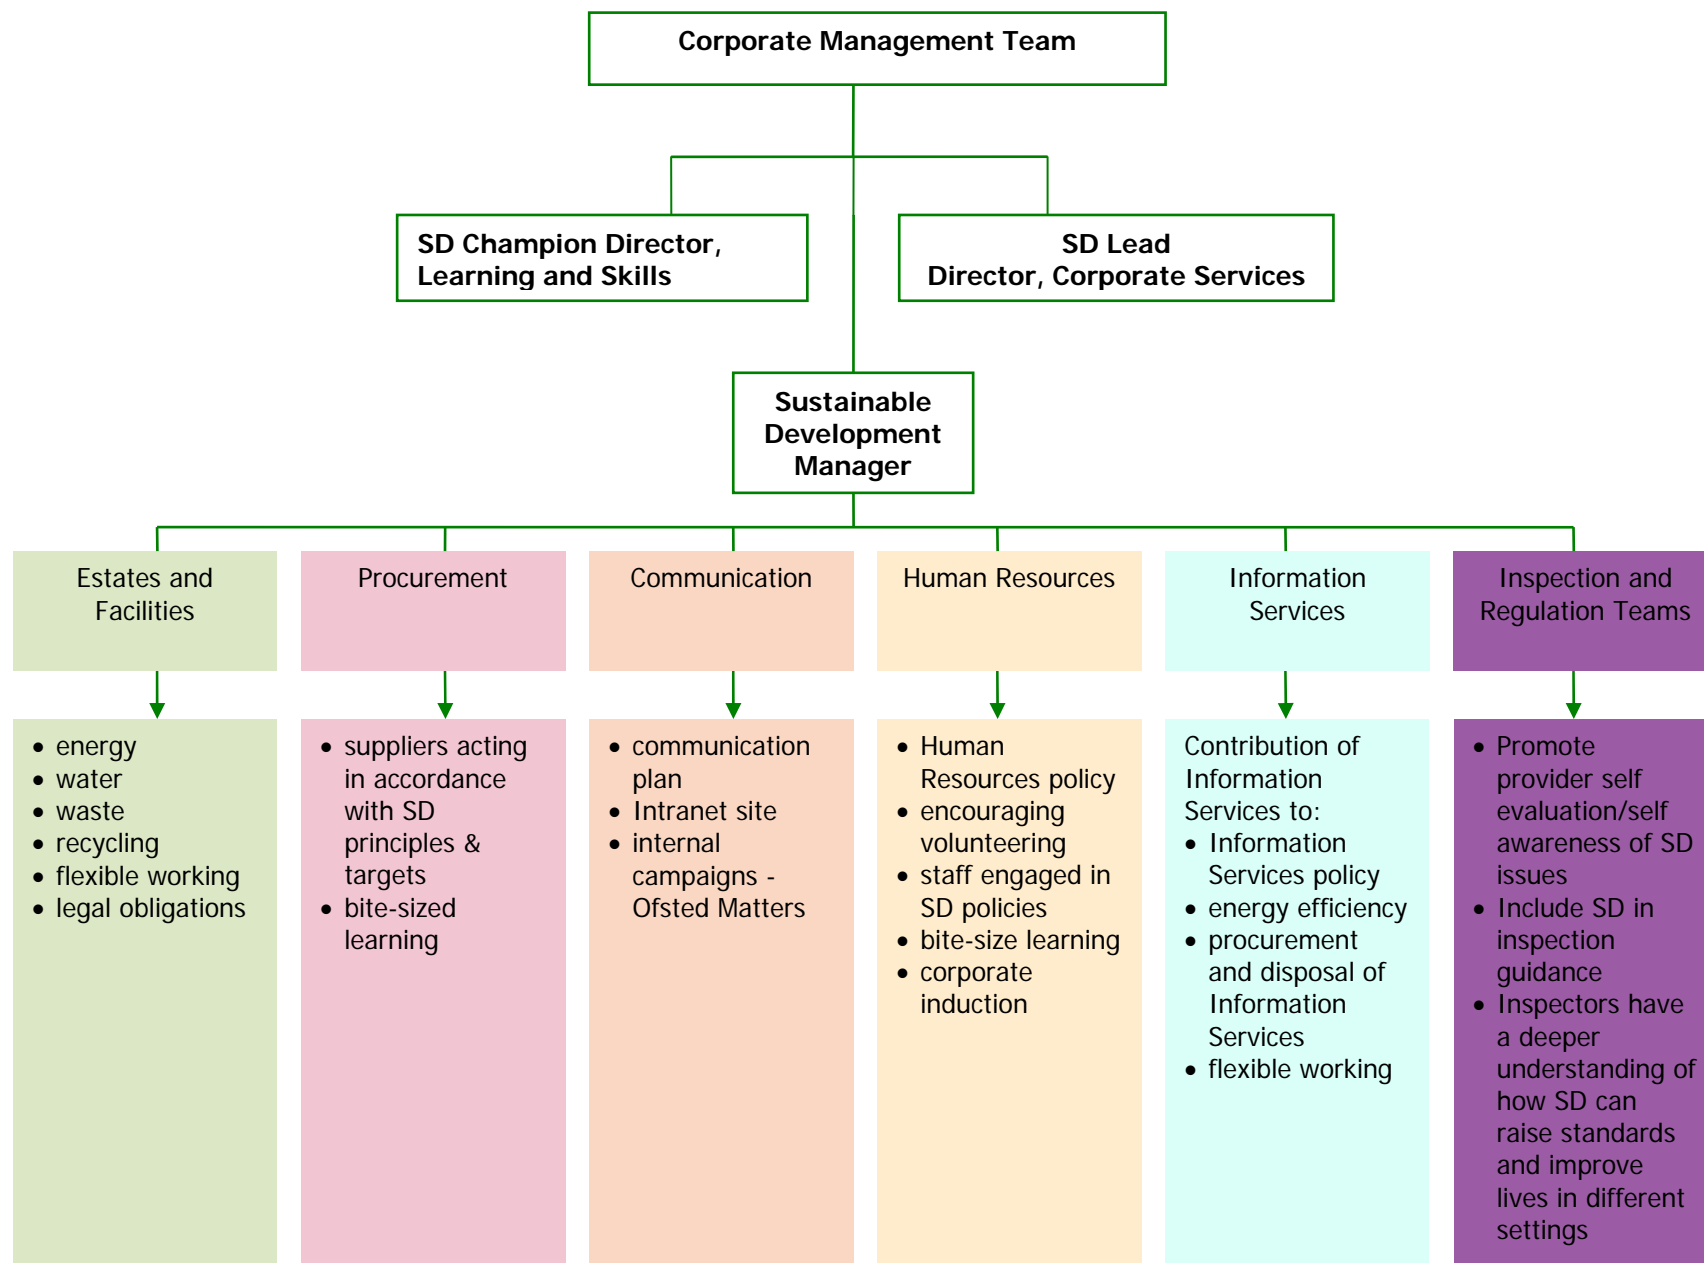 Corporate Management Team
SD Champion Director,
Learning and Skills
SD Lead
Director, Corporate Services
Sustainable
Development
Manager
Estates and
Facilities
Procurement
Communication
Human Resources
Information
Services
Inspection and
Regulation Teams
• energy
• water
• waste
• recycling
• flexible working
• legal obligations
• suppliers acting
in accordance
with SD
principles &
targets
• bite-sized
learning
• communication
plan
• Intranet site
• internal
campaigns -
Ofsted Matters
• Human
Resources policy
• encouraging
volunteering
• staff engaged in
SD policies
• bite-size learning
• corporate
induction
Contribution of
Information
Services to:
• Information
Services policy
• energy efficiency
• procurement
and disposal of
Information
Services
• flexible working
• Promote
provider self
evaluation/self
awareness of SD
issues
• Include SD in
inspection
guidance
• Inspectors have
a deeper
understanding of
how SD can
raise standards
and improve
lives in different
settings